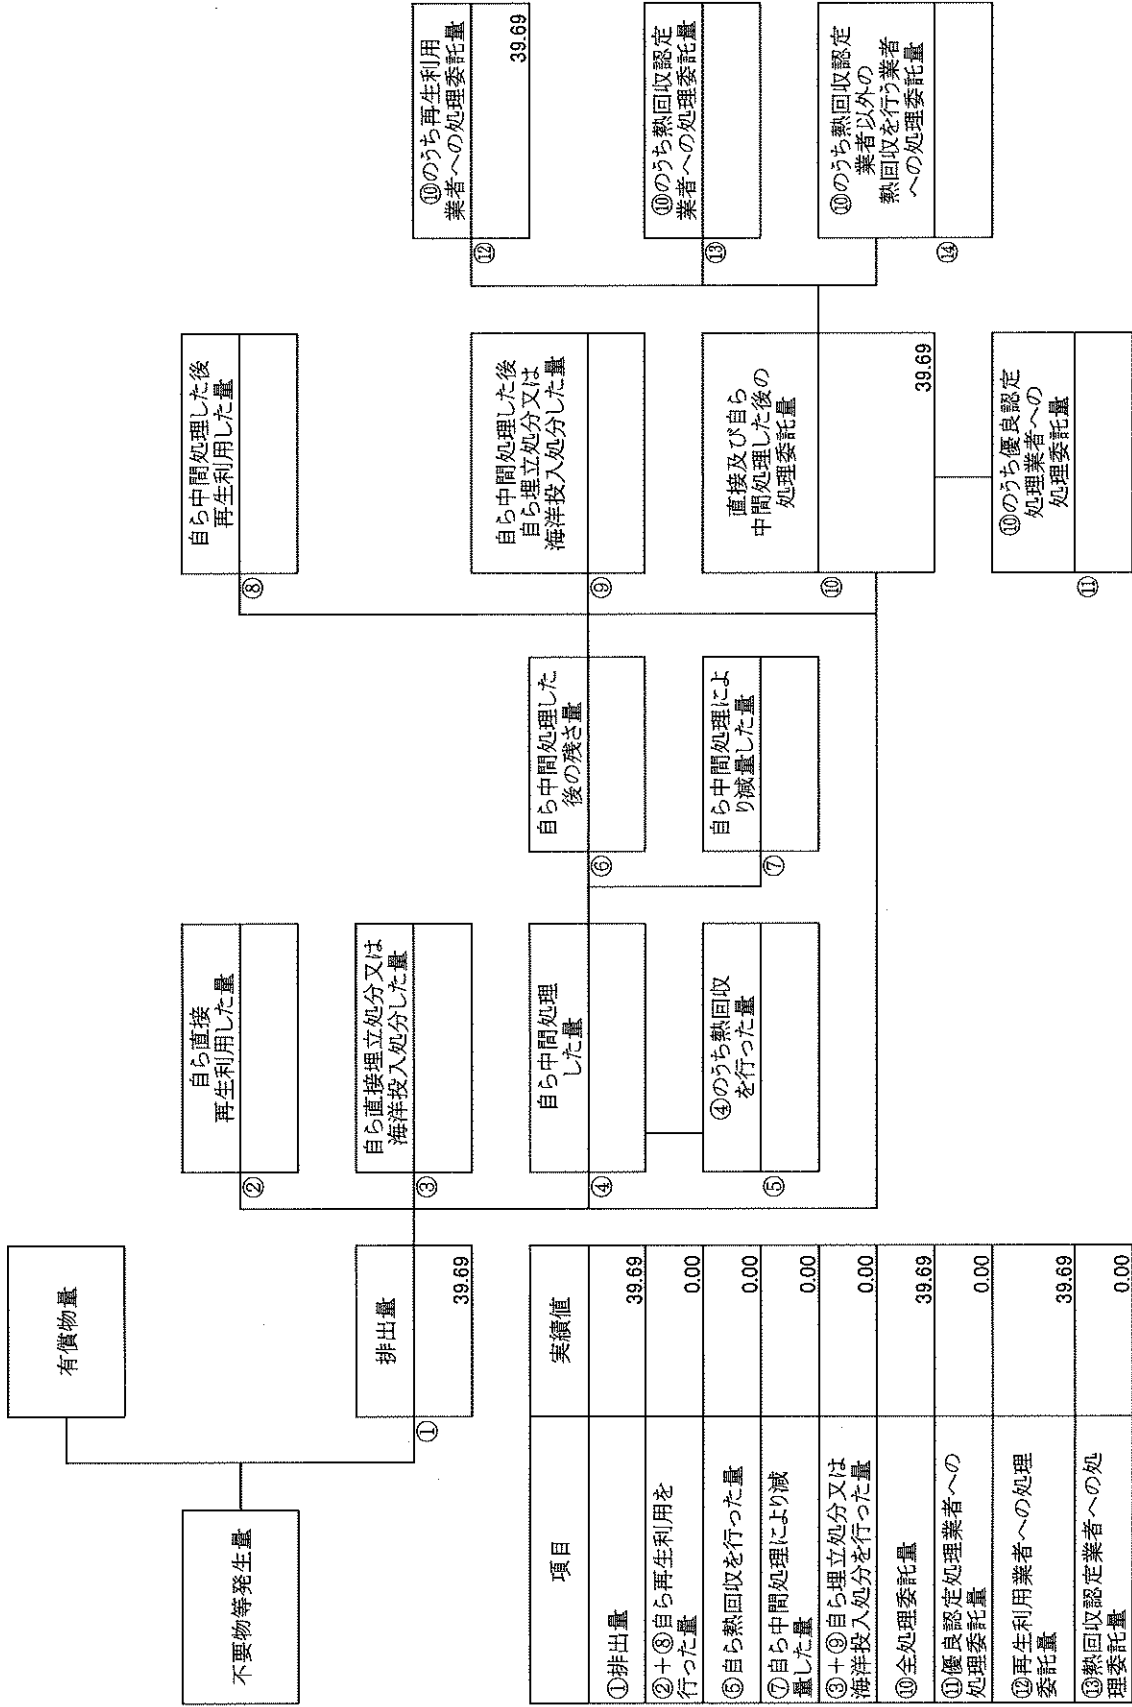 有償物量
不要物等発生量
①
排出量
39.69
②
自ら直接
再生利用した量
③
自ら直接埋立処分又は
海洋投入処分した量
④
自ら中間処理
した量
⑤
④のうち熱回収
を行った量
⑥
自ら中間処理した
後の残さ量
⑦
自ら中間処理によ
り減量した量
⑧
自ら中間処理した後
再生利用した量
⑨
自ら中間処理した後
自ら埋立処分又は
海洋投入処分した量
⑩
直接及び自ら
中間処理した後の
処理委託量
39.69
⑪
⑩のうち優良認定
処理業者への
処理委託量
⑫
⑩のうち再生利用
業者への処理委託量
39.69
⑬
⑩のうち熱回収認定
業者への処理委託量
⑭
⑩のうち熱回収認定
業者以外の
熱回収を行う業者
への処理委託量
項目
実績値
①排出量
39.69
②+⑧自ら再生利用を
行った量
0.00
⑥自ら熱回収を行った量
0.00
⑦自ら中間処理により減
量した量
0.00
③+⑨自ら埋立処分又は
海洋投入処分を行った量
0.00
⑩全処理委託量
39.69
⑪優良認定処理業者への
処理委託量
0.00
⑫再生利用業者への処理
委託量
39.69
⑬熱回収認定業者への処
理委託量
0.00